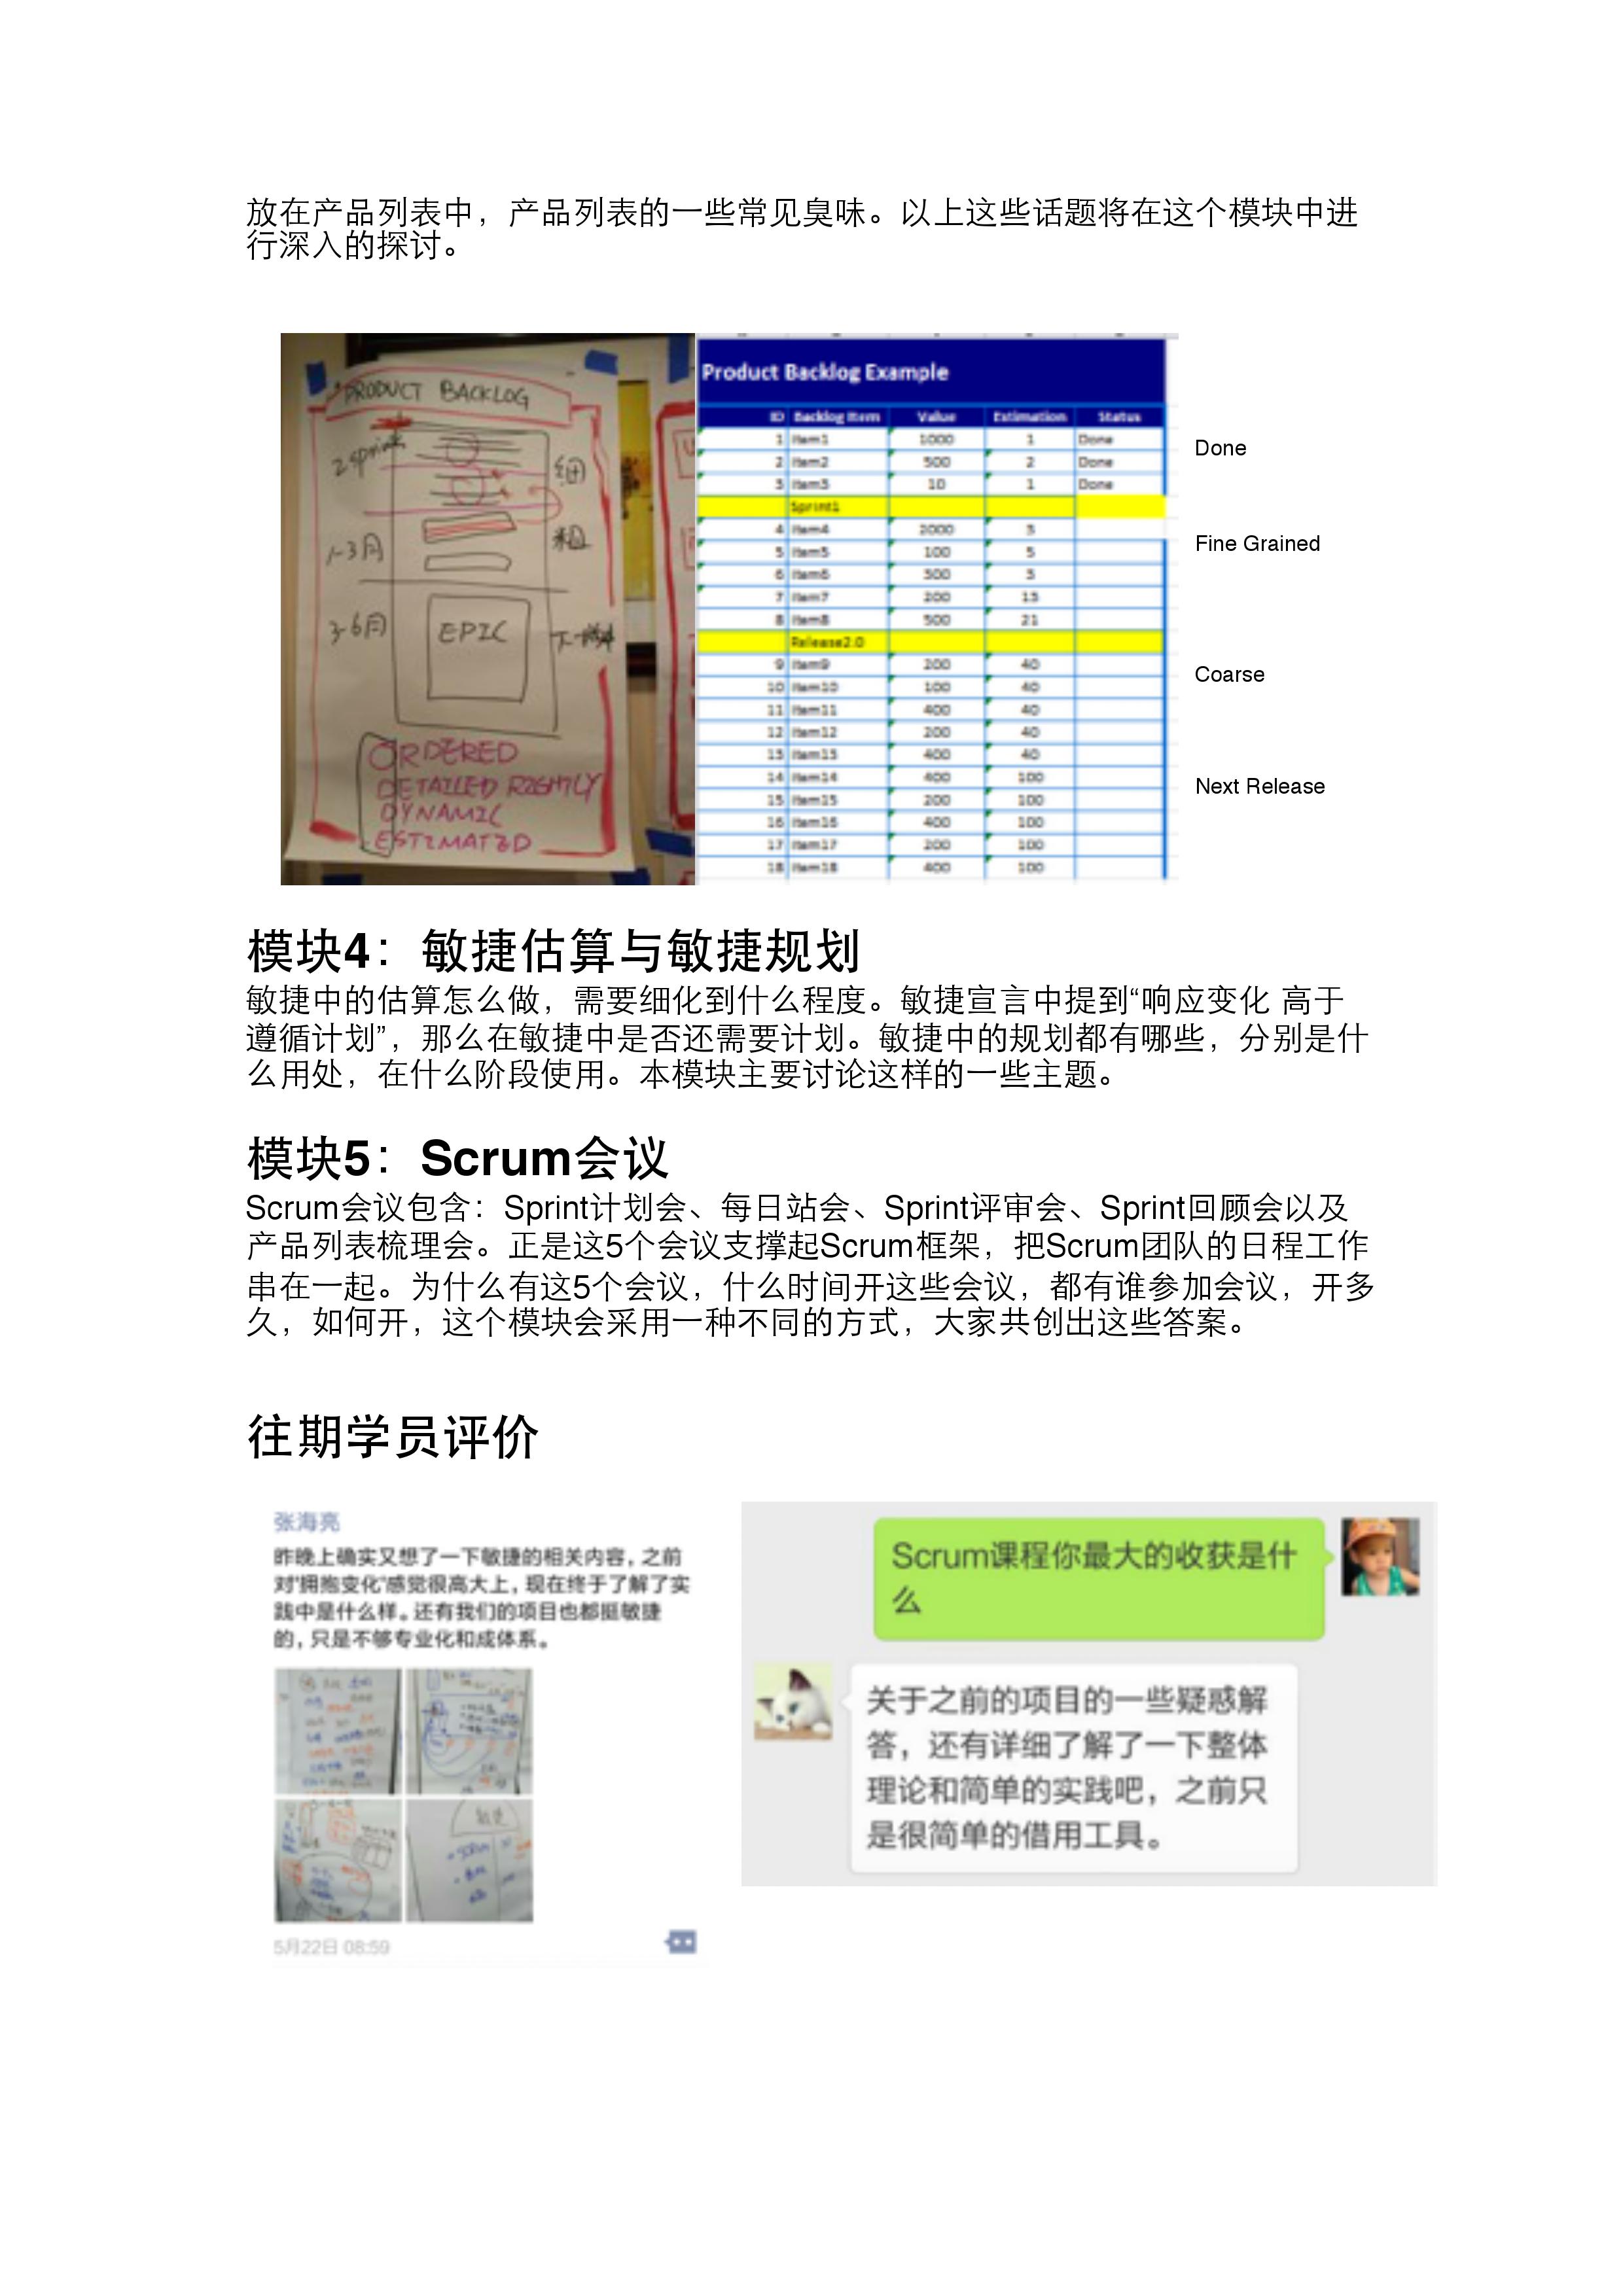 放在产品列表中，产品列表的一些常见臭味。以上这些话题将在这个模块中进
行深入的探讨。
PRODUCT BACKLOG
2 sprint
细
1-3月
粗
3-6月
EPIC
ORDERED
DETAILED RIGHTLY
DYNAMIC
ESTIMATED
Product Backlog Example
ID Backlog Item Value Estimation Status
1 Item1 1000 1 Done
2 Item2 500 2 Done
3 Item3 10 1 Done
Sprint1
4 Item4 2000 3
5 Item5 100 5
6 Item6 500 5
7 Item7 200 13
8 Item8 500 21
Release2.0
9 Item9 200 40
10 Item10 100 40
11 Item11 400 40
12 Item12 200 40
13 Item13 400 40
14 Item14 400 100
15 Item15 200 100
16 Item16 400 100
17 Item17 200 100
18 Item18 400 100
Done
Fine Grained
Coarse
Next Release
模块4：敏捷估算与敏捷规划
敏捷中的估算怎么做，需要细化到什么程度。敏捷宣言中提到“响应变化 高于
遵循计划”，那么在敏捷中是否还需要计划。敏捷中的规划都有哪些，分别是什
么用处，在什么阶段使用。本模块主要讨论这样的一些主题。
模块5：Scrum会议
Scrum会议包含：Sprint计划会、每日站会、Sprint评审会、Sprint回顾会以及
产品列表梳理会。正是这5个会议支撑起Scrum框架，把Scrum团队的日程工作
串在一起。为什么有这5个会议，什么时间开这些会议，都有谁参加会议，开多
久，如何开，这个模块会采用一种不同的方式，大家共创出这些答案。
往期学员评价
张海亮
昨晚上确实又想了一下敏捷的相关内容，之前
对"拥抱变化"感觉很高大上，现在终于了解了实
践中是什么样。还有我们的项目也都挺敏捷
的，只是不够专业化和成体系。
5月22日 08:59
Scrum课程你最大的收获是什
么
关于之前的项目的一些疑惑解
答，还有详细了解了一下整体
理论和简单的实践吧，之前只
是很简单的借用工具。